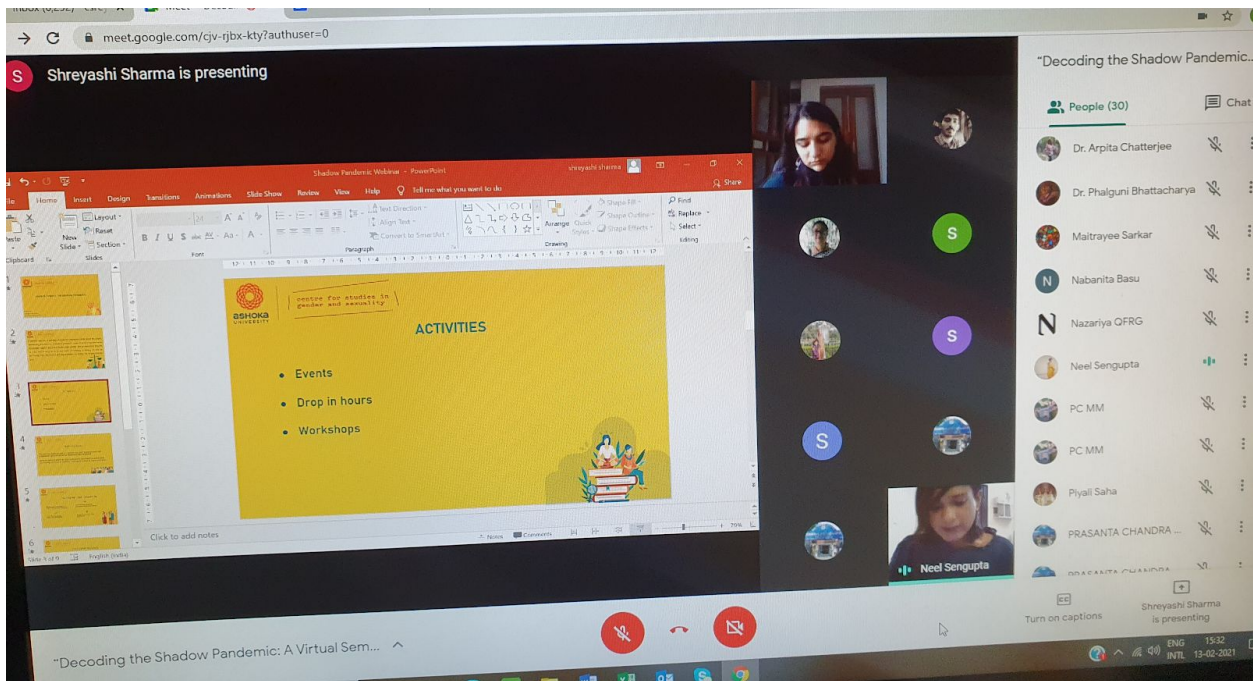 meet.google.com/cjv-rjbx-kty?authuser=0
S
Shreyashi Sharma is presenting
Shadow Pandemic Webinar - PowerPoint
shreyashi sharma
Home
Insert
Design
Transitions
Animations
Slide Show
Review
View
Help
Tell me what you want to do
Share
New
Slide
Layout
Reset
Section
Slides
Font
Text Direction
Align Text
Convert to SmartArt
Paragraph
Arrange
Quick
Styles
Shape Fill
Shape Outline
Shape Effects
Drawing
Find
Replace
Select
Editing
ASHOKA
UNIVERSITY
centre for studies in
gender and sexuality
ACTIVITIES
• Events
• Drop in hours
• Workshops
Click to add notes
Notes
Comments
70%
English (India)
S
S
S
Neel Sengupta
"Decoding the Shadow Pandemic...
People (30)
Chat
Dr. Arpita Chatterjee
Dr. Phalguni Bhattacharya
Maitrayee Sarkar
N
Nabanita Basu
N
Nazariya QFRG
Neel Sengupta
PC MM
PC MM
Piyali Saha
PRASANTA CHANDRA ...
PRASANTA CHANDRA
CC
Turn on captions
Shreyashi Sharma
is presenting
"Decoding the Shadow Pandemic: A Virtual Sem...
ENG
INTL
15:32
13-02-2021